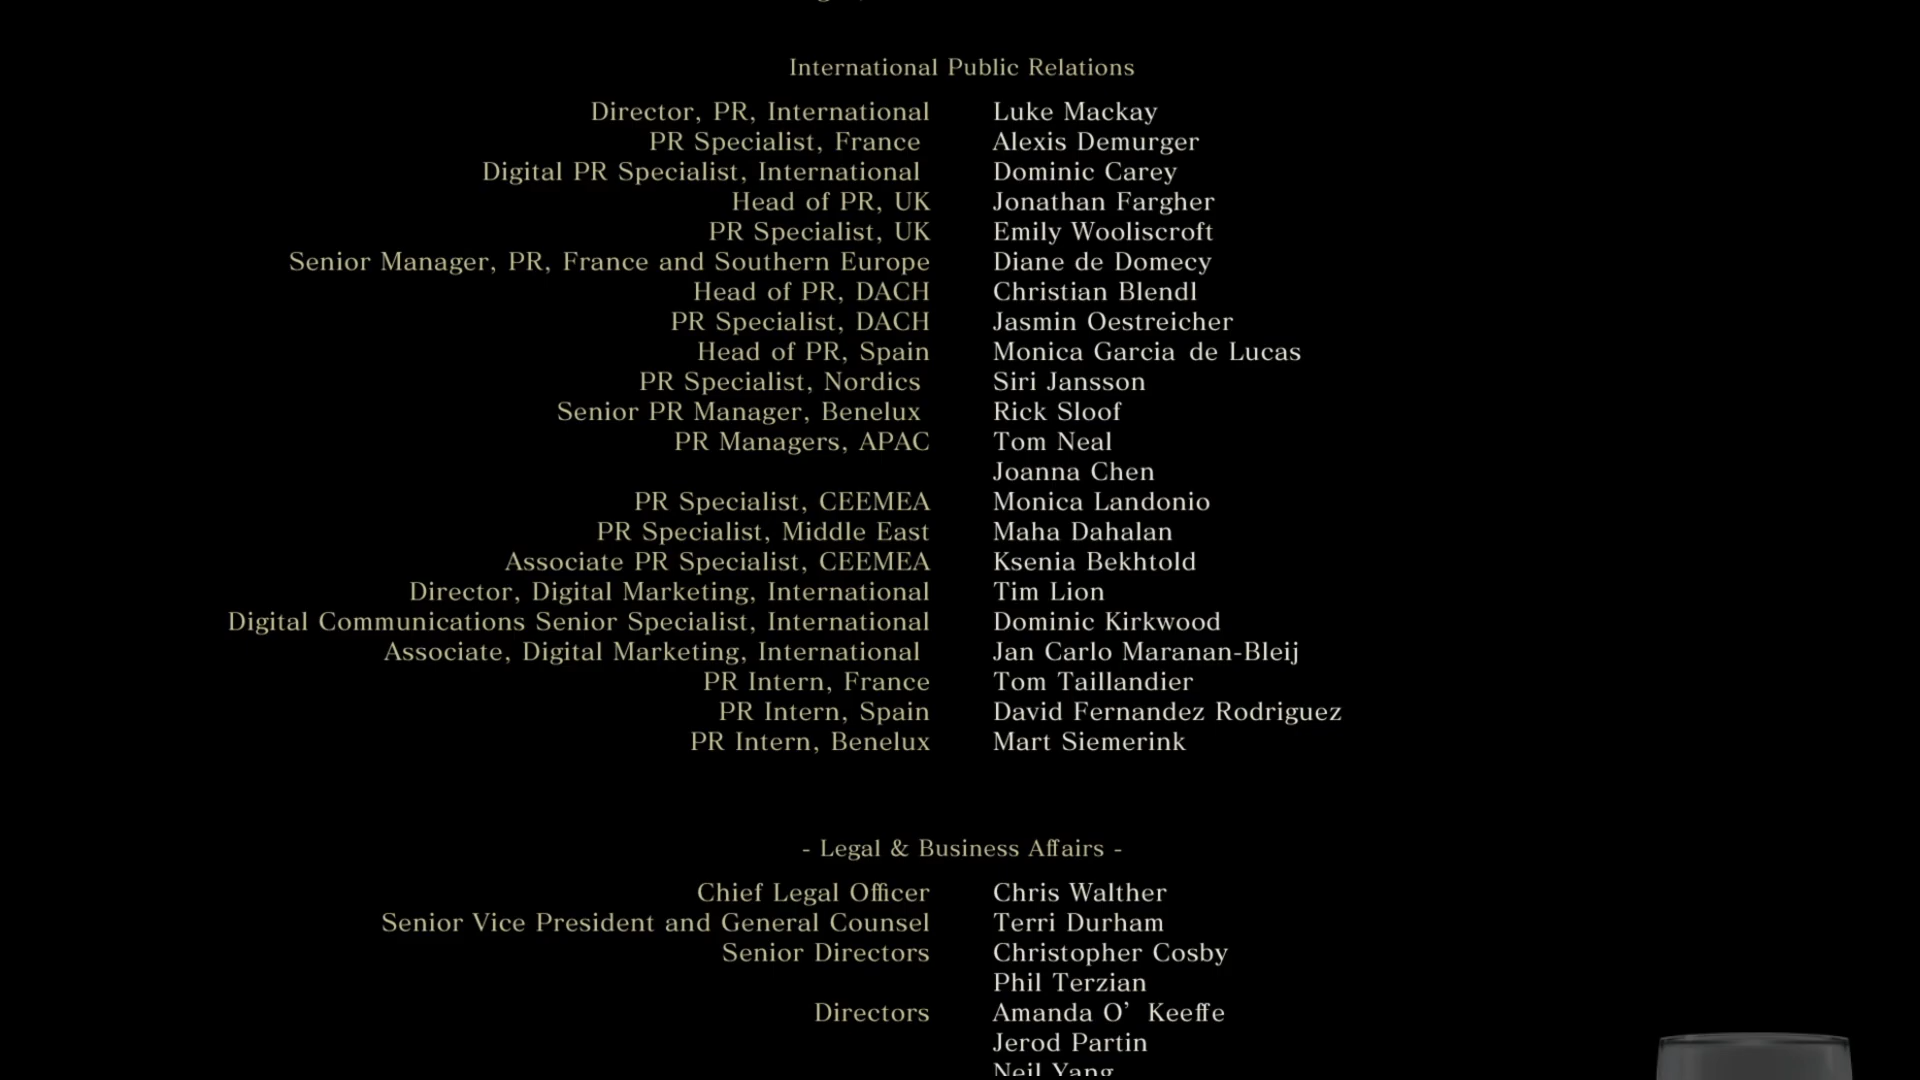 International Public Relations
Director, PR, International Luke Mackay
PR Specialist, France Alexis Demurger
Digital PR Specialist, International Dominic Carey
Head of PR, UK Jonathan Fargher
PR Specialist, UK Emily Wooliscroft
Senior Manager, PR, France and Southern Europe Diane de Domecy
Head of PR, DACH Christian Blendl
PR Specialist, DACH Jasmin Oestreicher
Head of PR, Spain Monica Garcia de Lucas
PR Specialist, Nordics Siri Jansson
Senior PR Manager, Benelux Rick Sloof
PR Managers, APAC Tom Neal
Joanna Chen
PR Specialist, CEEMEA Monica Landonio
PR Specialist, Middle East Maha Dahalan
Associate PR Specialist, CEEMEA Ksenia Bekhtold
Director, Digital Marketing, International Tim Lion
Digital Communications Senior Specialist, International Dominic Kirkwood
Associate, Digital Marketing, International Jan Carlo Maranan-Bleij
PR Intern, France Tom Taillandier
PR Intern, Spain David Fernandez Rodriguez
PR Intern, Benelux Mart Siemerink
- Legal & Business Affairs -
Chief Legal Officer Chris Walther
Senior Vice President and General Counsel Terri Durham
Senior Directors Christopher Cosby
Phil Terzian
Directors Amanda O’ Keeffe
Jerod Partin
Neil Yang